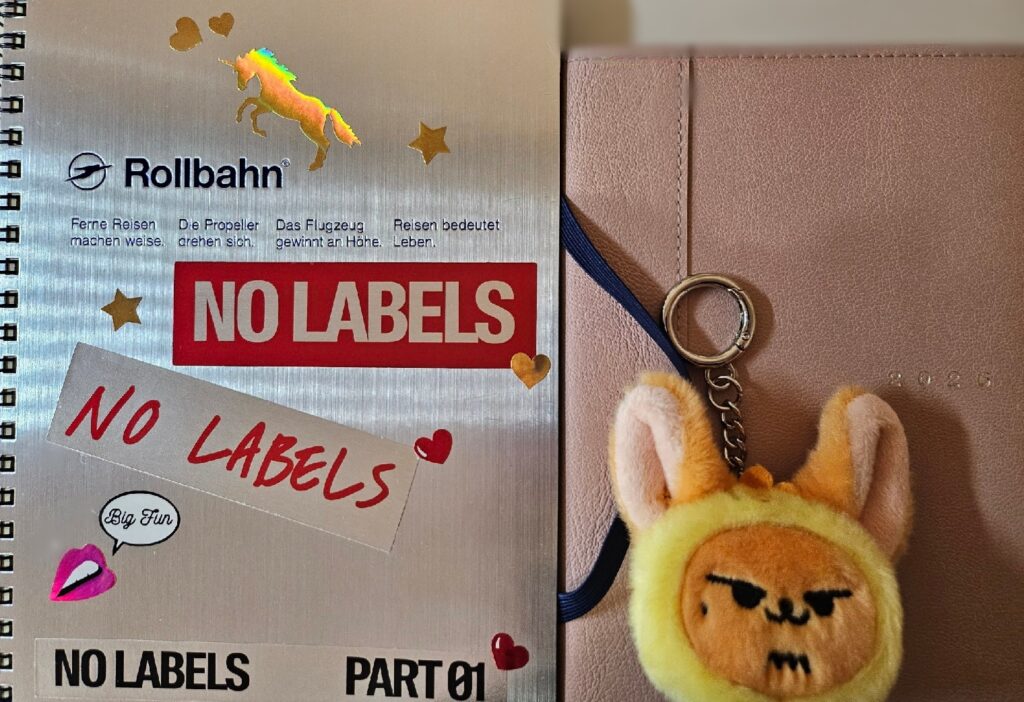 Rollbahn®
Ferne Reisen
machen weise.
Die Propeller
drehen sich.
Das Flugzeug
gewinnt an Höhe.
Reisen bedeutet
Leben.
NO LABELS
NO LABELS
Big Fun
NO LABELS
PART 01
2026